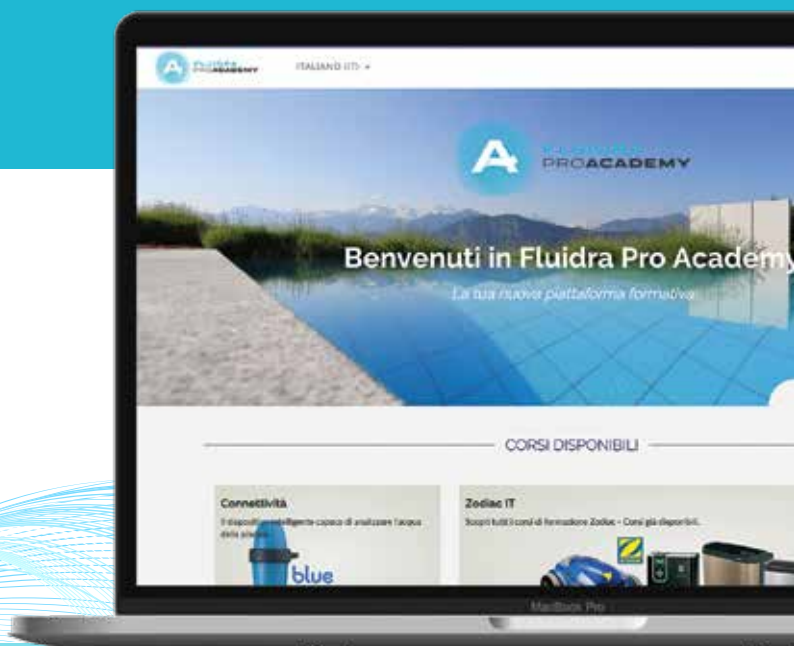 A FLUIDRA PROACADEMY
ITALIANO (IT)
A FLUIDRA
PROACADEMY
Benvenuti in Fluidra Pro Academy
La tua nuova piattaforma formativa
CORSI DISPONIBILI
Connettività
Il dispositivo intelligente capace di analizzare l'acqua
della piscina
blue
Zodiac IT
Scopri tutti i corsi di formazione Zodiac - Corsi già disponibili.
Z
MacBook Pro